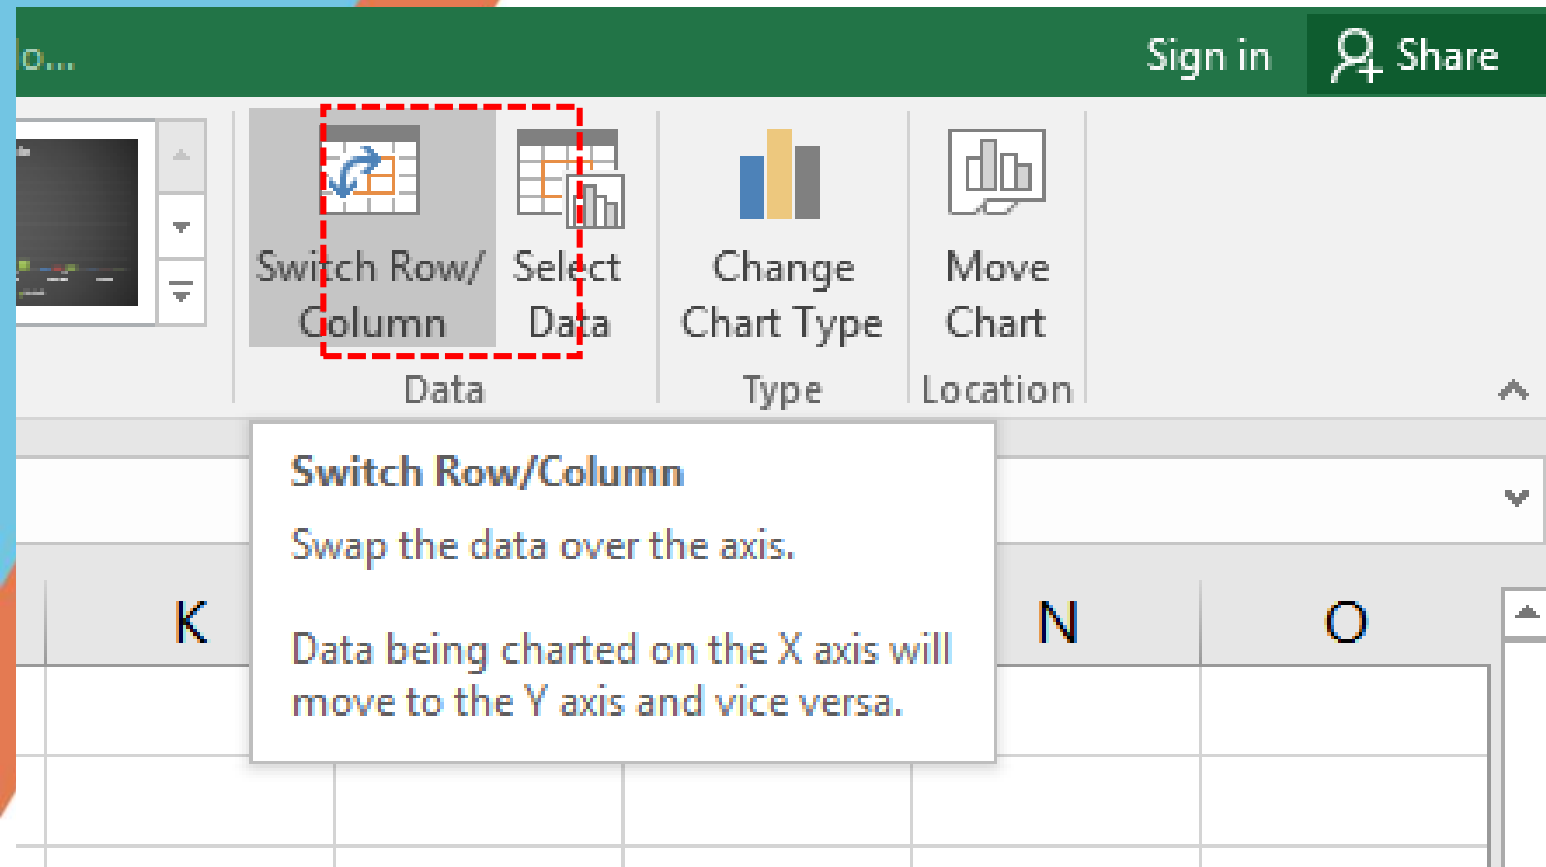 lo...
Sign in
Share
Switch Row/
Column
Select
Data
Change
Chart Type
Move
Chart
Data
Type
Location
Switch Row/Column
Swap the data over the axis.
Data being charted on the X axis will
move to the Y axis and vice versa.
K
N
O